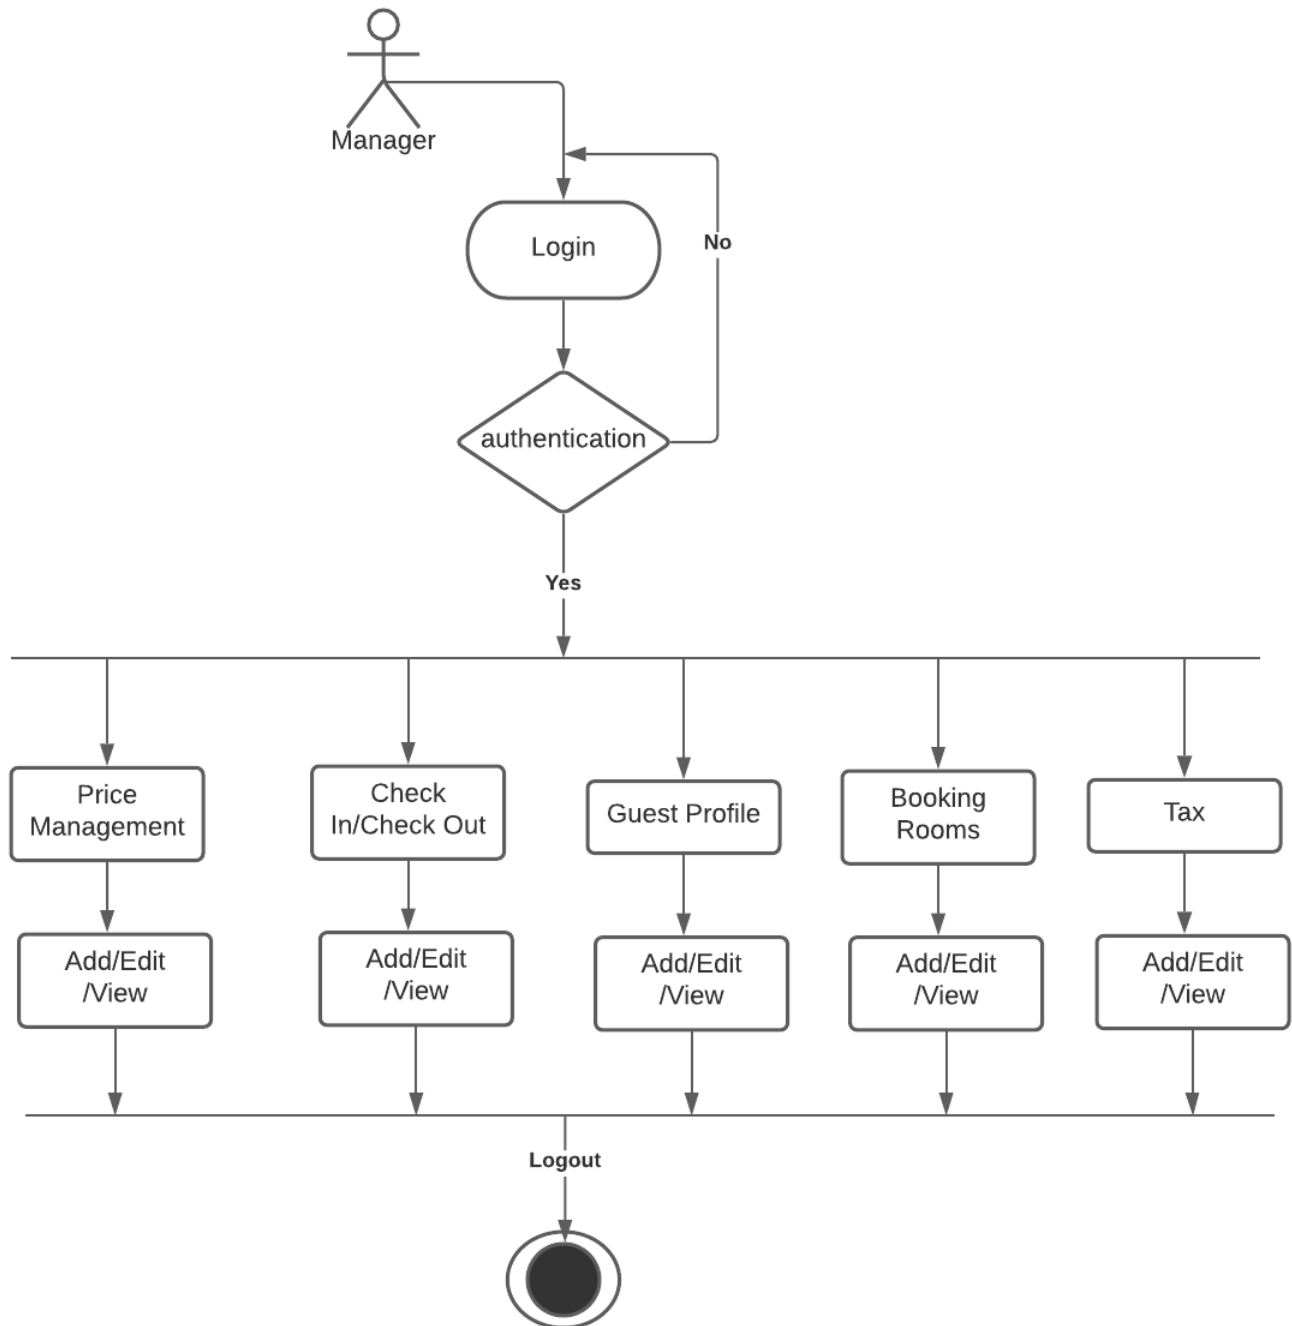 Manager
Login
No
authentication
Yes
Price
Management
Check
In/Check Out
Guest Profile
Booking
Rooms
Tax
Add/Edit
/View
Add/Edit
/View
Add/Edit
/View
Add/Edit
/View
Add/Edit
/View
Logout